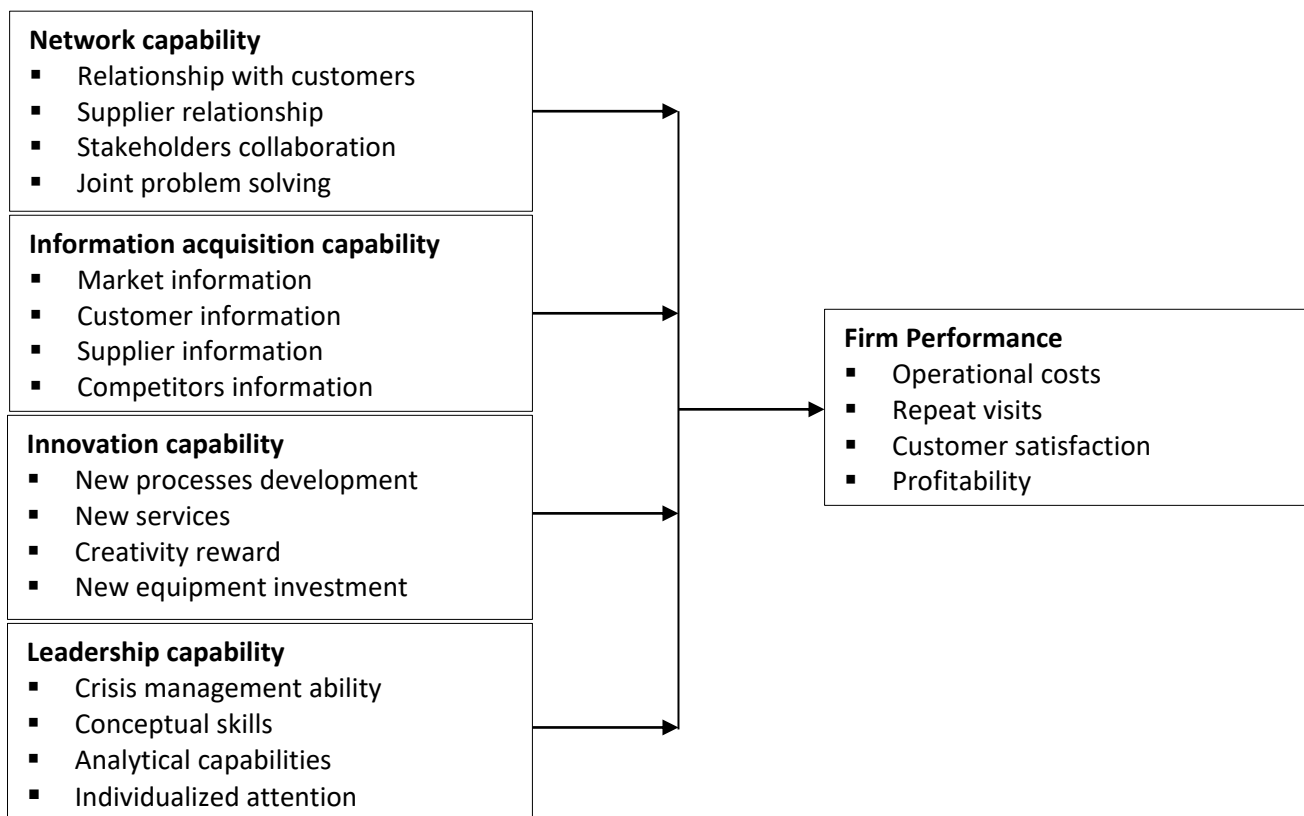 Network capability
▪ Relationship with customers
▪ Supplier relationship
▪ Stakeholders collaboration
▪ Joint problem solving
Information acquisition capability
▪ Market information
▪ Customer information
▪ Supplier information
▪ Competitors information
Innovation capability
▪ New processes development
▪ New services
▪ Creativity reward
▪ New equipment investment
Leadership capability
▪ Crisis management ability
▪ Conceptual skills
▪ Analytical capabilities
▪ Individualized attention
Firm Performance
▪ Operational costs
▪ Repeat visits
▪ Customer satisfaction
▪ Profitability